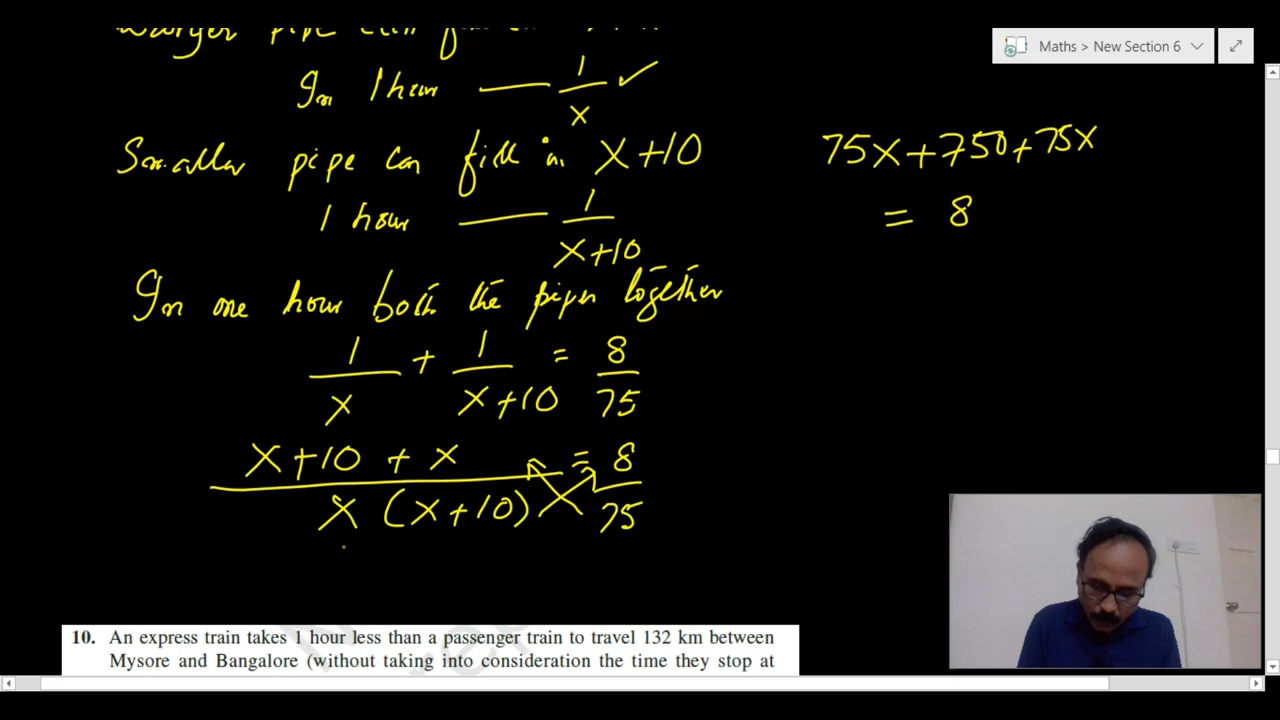 Maths > New Section 6
In 1 hour — 1/x ✓
Smaller pipe can fill in x+10
1 hour — 1/(x+10)
In one hour both the pipes together
1/x + 1/(x+10) = 8/75
(x+10 + x)/(x (x+10)) = 8/75
75x+750+75x
= 8
10. An express train takes 1 hour less than a passenger train to travel 132 km between
Mysore and Bangalore (without taking into consideration the time they stop at